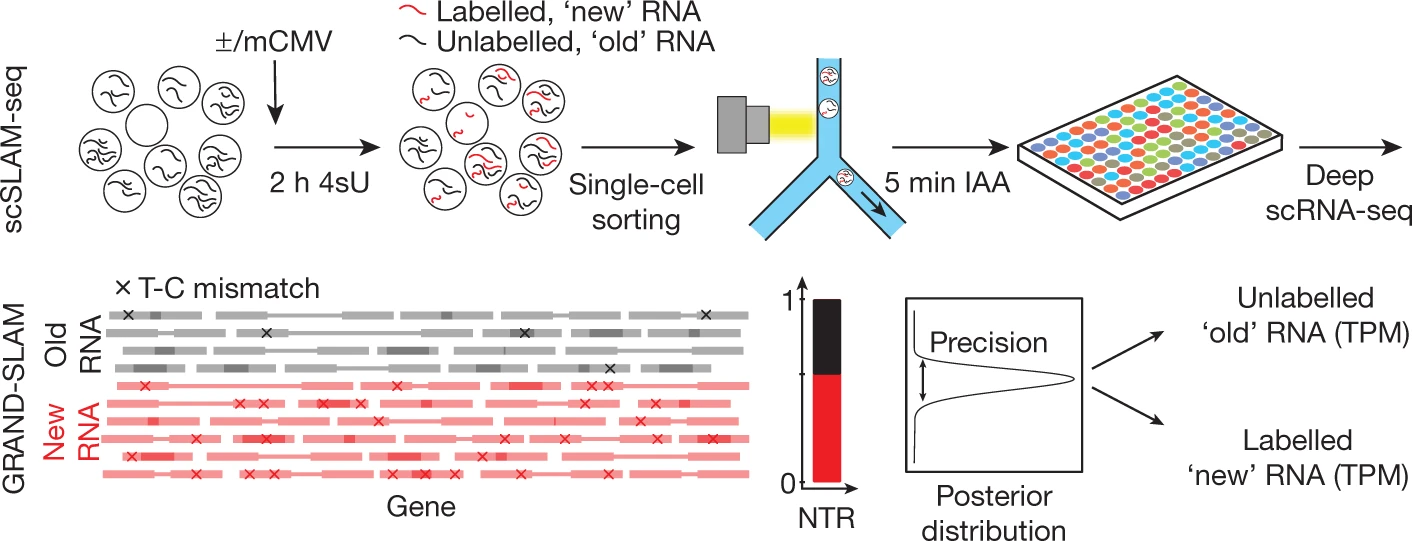 scSLAM-seq
±/mCMV
Labelled, ‘new’ RNA
Unlabelled, ‘old’ RNA
2 h 4sU
Single-cell
sorting
5 min IAA
Deep
scRNA-seq
GRAND-SLAM
× T-C mismatch
Old
RNA
New
RNA
Gene
1
0
NTR
Precision
Posterior
distribution
Unlabelled
‘old’ RNA (TPM)
Labelled
‘new’ RNA (TPM)